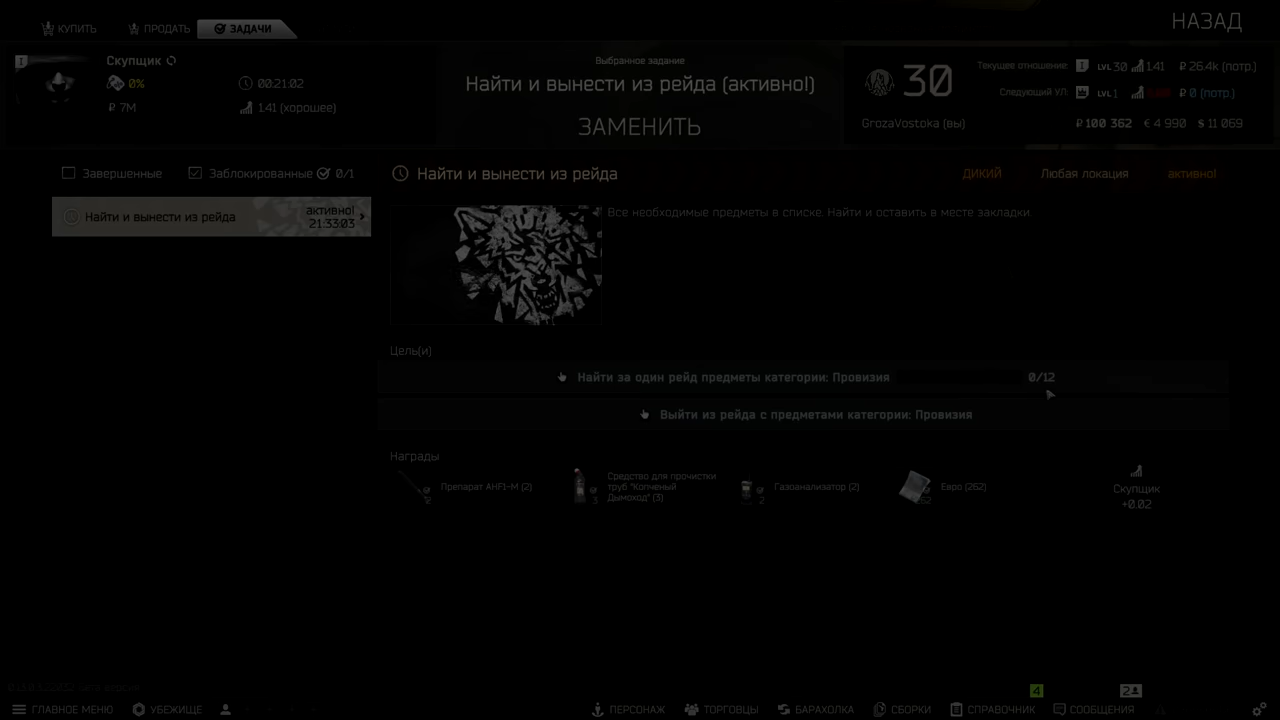 КУПИТЬ
ПРОДАТЬ
ЗАДАЧИ
НАЗАД
I
Скупщик
0%
00:21:02
₽ 7М
1.41 (хорошее)
Выбранное задание
Найти и вынести из рейда (активно!)
ЗАМЕНИТЬ
30
GrozaVostoka (вы)
Текущее отношение:
I LVL 30 1.41 ₽ 26.4k (потр.)
Следующий УЛ:
LVL 1 ₽ 0 (потр.)
₽ 100 362 € 4 990 $ 11 069
Завершенные
Заблокированные
0/1
Найти и вынести из рейда
активно!
21:33:03
Найти и вынести из рейда
ДИКИЙ
Любая локация
активно!
Все необходимые предметы в списке. Найти и оставить в месте закладки.
Цель(и)
Найти за один рейд предметы категории: Провизия
0/12
Выйти из рейда с предметами категории: Провизия
Награды
2
Препарат AHF1-M (2)
3
Средство для прочистки
труб "Копченый
Дымоход" (3)
2
Газоанализатор (2)
262
Евро (262)
Скупщик
+0.02
4
2
ГЛАВНОЕ МЕНЮ
УБЕЖИЩЕ
ПЕРСОНАЖ
ТОРГОВЦЫ
БАРАХОЛКА
СБОРКИ
СПРАВОЧНИК
СООБЩЕНИЯ